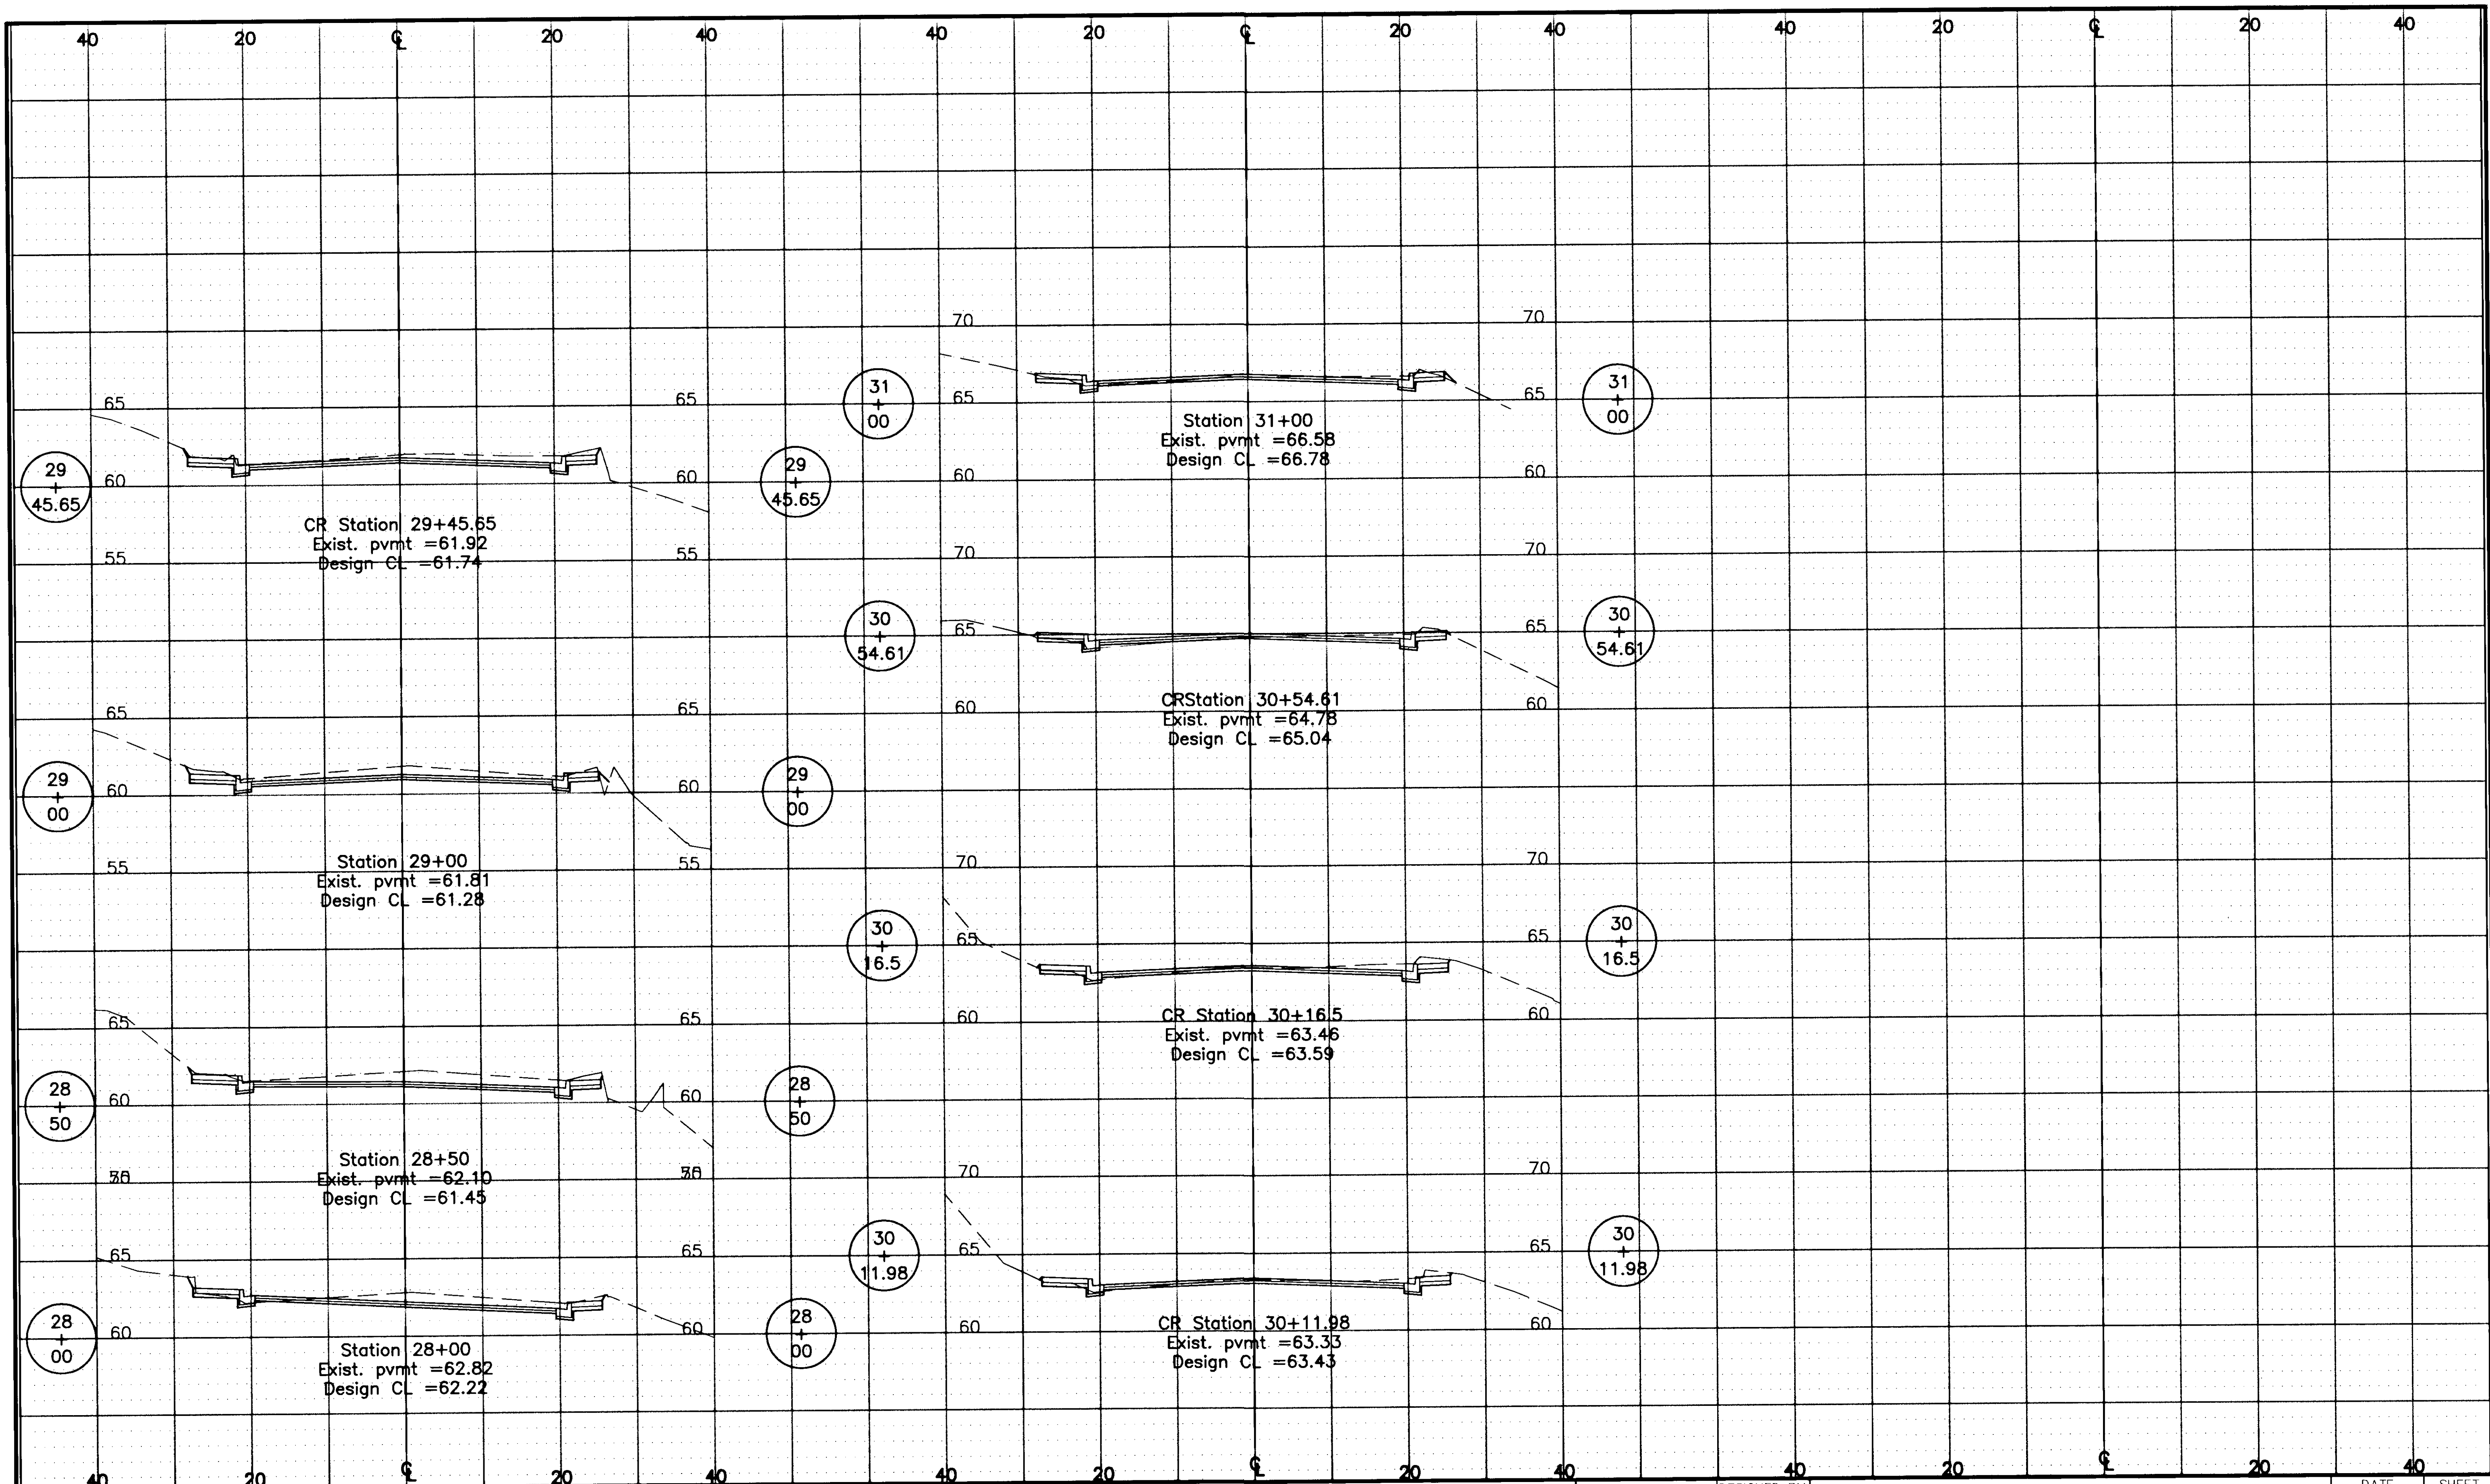 40 20 ℄ 20 40 40 20 ℄ 20 40 40 20 ℄ 20 40
65 65
29
+
45.65
60 60
29
+
45.65
CR Station 29+45.65
Exist. pvmt =61.92
Design CL =61.74
55 55
65 65
29
+
00
60 60
29
+
00
Station 29+00
Exist. pvmt =61.81
Design CL =61.28
55 55
65 65
28
+
50
60 60
28
+
50
Station 28+50
Exist. pvmt =62.10
Design CL =61.45
65 65
28
+
00
60 60
28
+
00
Station 28+00
Exist. pvmt =62.82
Design CL =62.22
70 70
31
+
00
65 65
31
+
00
Station 31+00
Exist. pvmt =66.58
Design CL =66.78
60 60
70 70
30
+
54.61
65 65
30
+
54.61
CRStation 30+54.61
Exist. pvmt =64.78
Design CL =65.04
60 60
70 70
30
+
16.5
65 65
30
+
16.5
60 60
CR Station 30+16.5
Exist. pvmt =63.46
Design CL =63.59
70 70
30
+
11.98
65 65
30
+
11.98
60 60
CR Station 30+11.98
Exist. pvmt =63.33
Design CL =63.43
40 20 ℄ 20 40 40 20 ℄ 20 40 40 20 ℄ 20 40
DATE SHEET